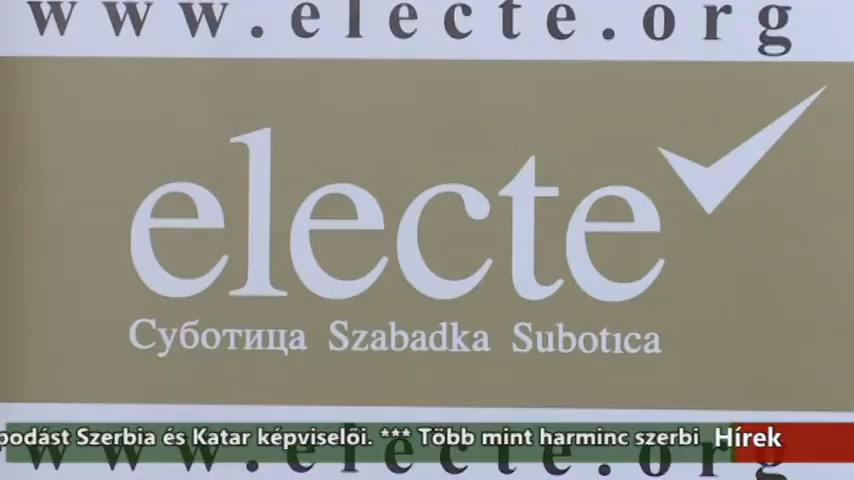 www.electe.org
electe
Суботица Szabadka Subotica
podást Szerbia és Katar képviselõi. *** Több mint harminc szerbi Hírek
www.electe.org